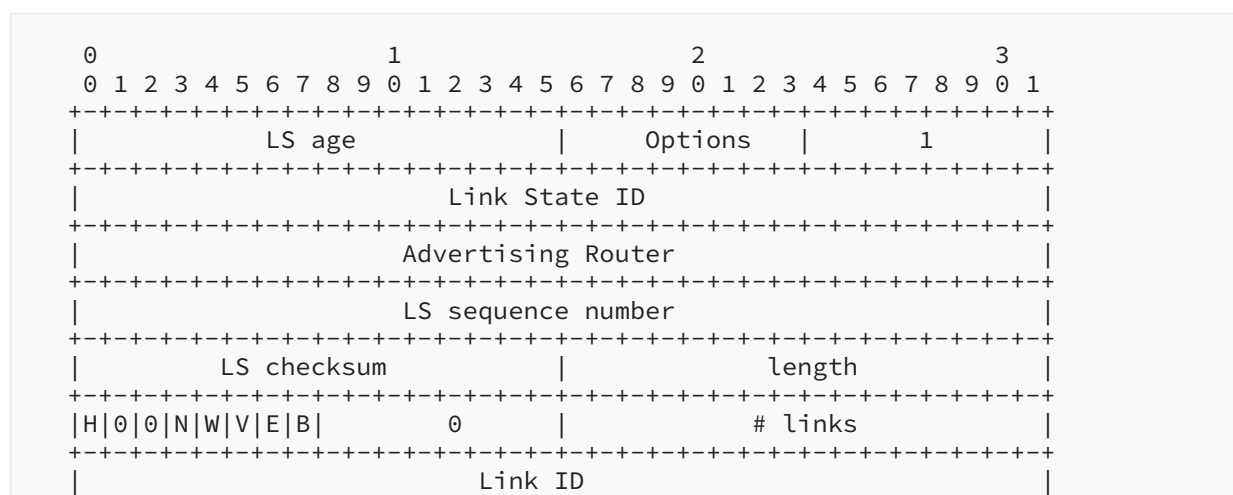 0                   1                   2                   3
 0 1 2 3 4 5 6 7 8 9 0 1 2 3 4 5 6 7 8 9 0 1 2 3 4 5 6 7 8 9 0 1
+-+-+-+-+-+-+-+-+-+-+-+-+-+-+-+-+-+-+-+-+-+-+-+-+-+-+-+-+-+-+-+-+
|            LS age             |     Options   |       1       |
+-+-+-+-+-+-+-+-+-+-+-+-+-+-+-+-+-+-+-+-+-+-+-+-+-+-+-+-+-+-+-+-+
|                        Link State ID                          |
+-+-+-+-+-+-+-+-+-+-+-+-+-+-+-+-+-+-+-+-+-+-+-+-+-+-+-+-+-+-+-+-+
|                     Advertising Router                        |
+-+-+-+-+-+-+-+-+-+-+-+-+-+-+-+-+-+-+-+-+-+-+-+-+-+-+-+-+-+-+-+-+
|                     LS sequence number                        |
+-+-+-+-+-+-+-+-+-+-+-+-+-+-+-+-+-+-+-+-+-+-+-+-+-+-+-+-+-+-+-+-+
|         LS checksum           |             length            |
+-+-+-+-+-+-+-+-+-+-+-+-+-+-+-+-+-+-+-+-+-+-+-+-+-+-+-+-+-+-+-+-+
|H|0|0|N|W|V|E|B|        0      |            # links            |
+-+-+-+-+-+-+-+-+-+-+-+-+-+-+-+-+-+-+-+-+-+-+-+-+-+-+-+-+-+-+-+-+
|                          Link ID                              |